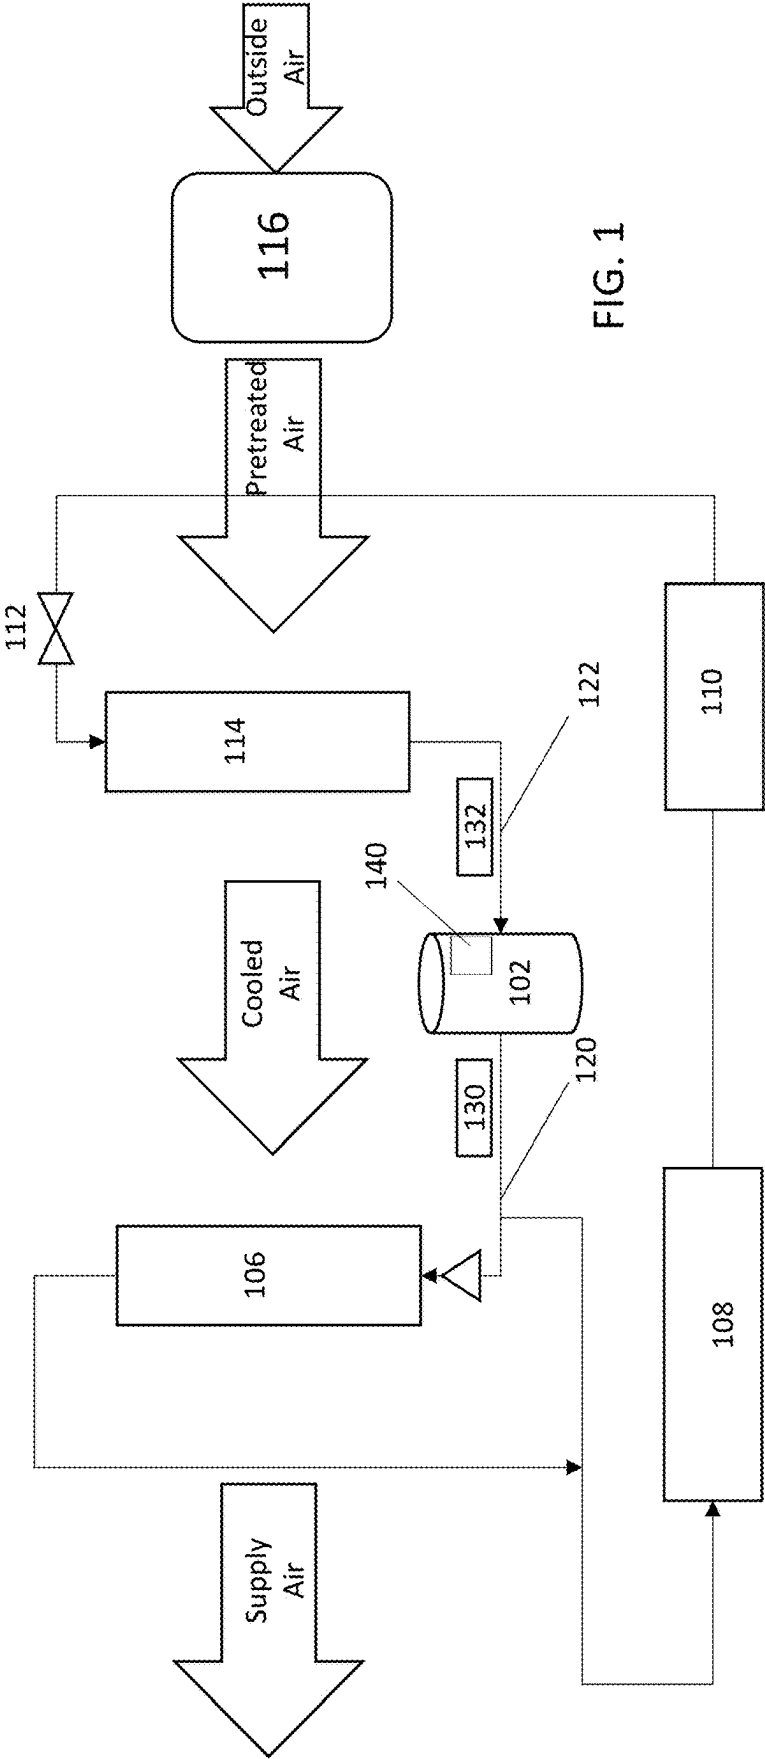 112
114
106
Outside
Air
116
Pretreated
Air
Cooled
Air
Supply
Air
140
132
102
130
122
120
FIG. 1
110
108